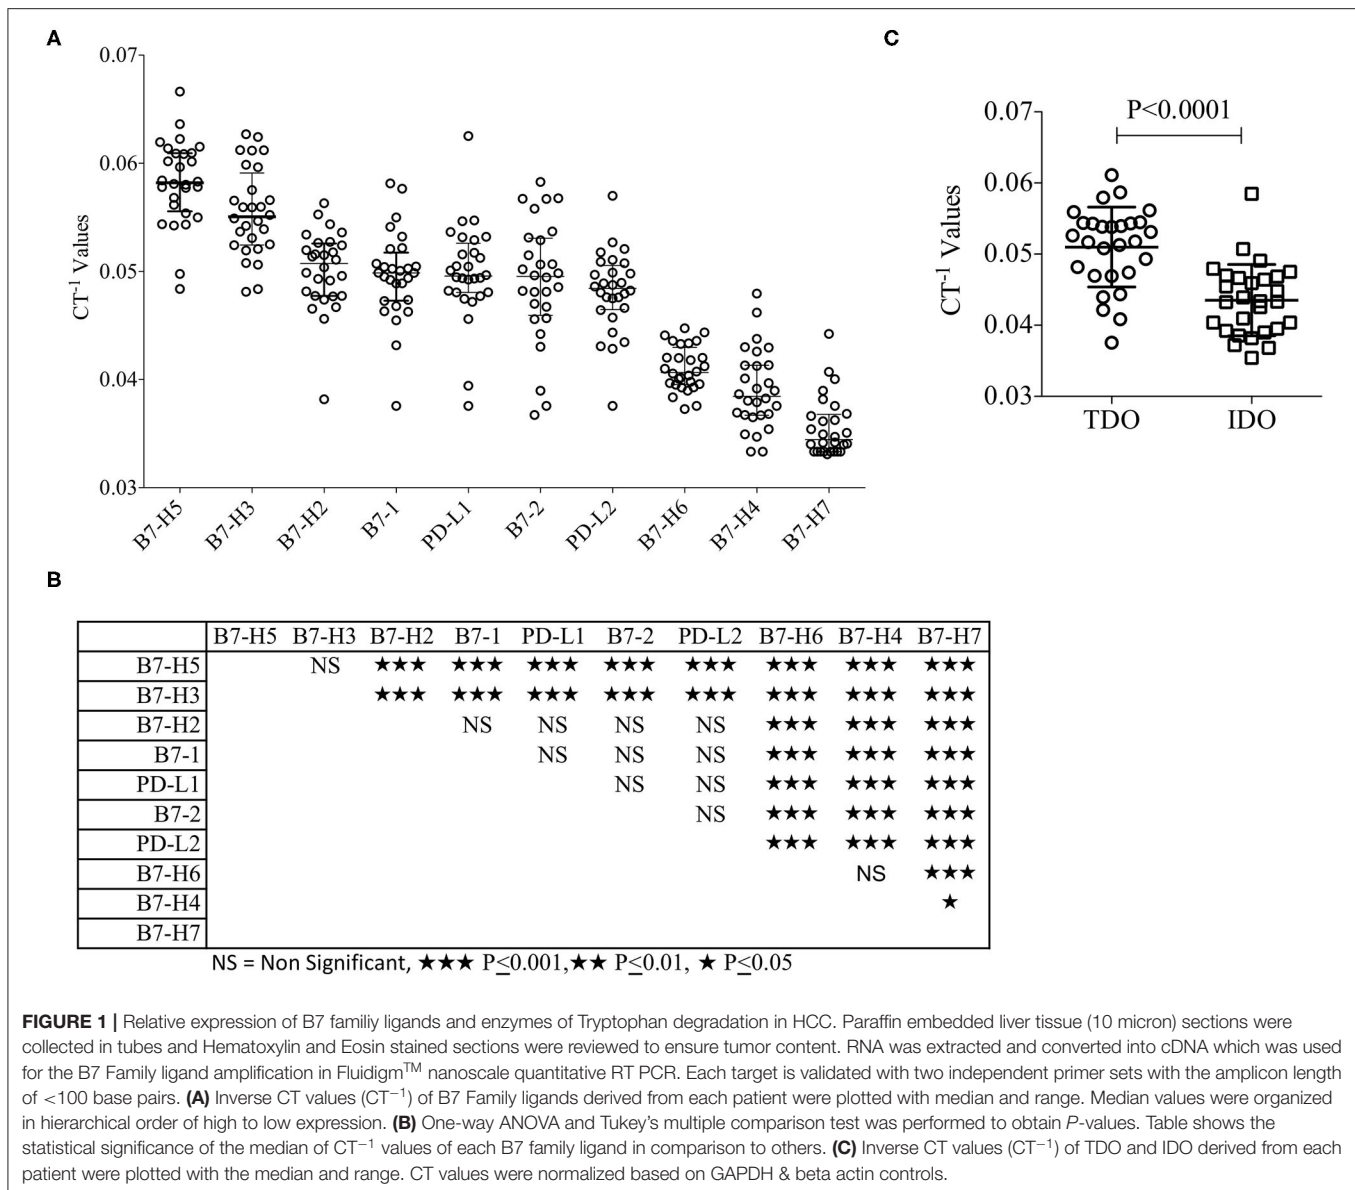 A
0.07
0.06
0.05
0.04
0.03
CT⁻¹ Values
B7-H5
B7-H3
B7-H2
B7-1
PD-L1
B7-2
PD-L2
B7-H6
B7-H4
B7-H7
C
0.07
0.06
0.05
0.04
0.03
CT⁻¹ Values
P<0.0001
TDO
IDO
B
B7-H5 B7-H3 B7-H2 B7-1 PD-L1 B7-2 PD-L2 B7-H6 B7-H4 B7-H7
B7-H5 NS ★★★ ★★★ ★★★ ★★★ ★★★ ★★★ ★★★ ★★★
B7-H3 ★★★ ★★★ ★★★ ★★★ ★★★ ★★★ ★★★ ★★★
B7-H2 NS NS NS NS ★★★ ★★★ ★★★
B7-1 NS NS NS ★★★ ★★★ ★★★
PD-L1 NS NS ★★★ ★★★ ★★★
B7-2 NS ★★★ ★★★ ★★★
PD-L2 ★★★ ★★★ ★★★
B7-H6 NS ★★★
B7-H4 ★
B7-H7
NS = Non Significant, ★★★ P≤0.001,★★ P≤0.01, ★ P≤0.05
FIGURE 1 | Relative expression of B7 familiy ligands and enzymes of Tryptophan degradation in HCC. Paraffin embedded liver tissue (10 micron) sections were
collected in tubes and Hematoxylin and Eosin stained sections were reviewed to ensure tumor content. RNA was extracted and converted into cDNA which was used
for the B7 Family ligand amplification in Fluidigm™ nanoscale quantitative RT PCR. Each target is validated with two independent primer sets with the amplicon length
of <100 base pairs. (A) Inverse CT values (CT⁻¹) of B7 Family ligands derived from each patient were plotted with median and range. Median values were organized
in hierarchical order of high to low expression. (B) One-way ANOVA and Tukey's multiple comparison test was performed to obtain P-values. Table shows the
statistical significance of the median of CT⁻¹ values of each B7 family ligand in comparison to others. (C) Inverse CT values (CT⁻¹) of TDO and IDO derived from each
patient were plotted with the median and range. CT values were normalized based on GAPDH & beta actin controls.